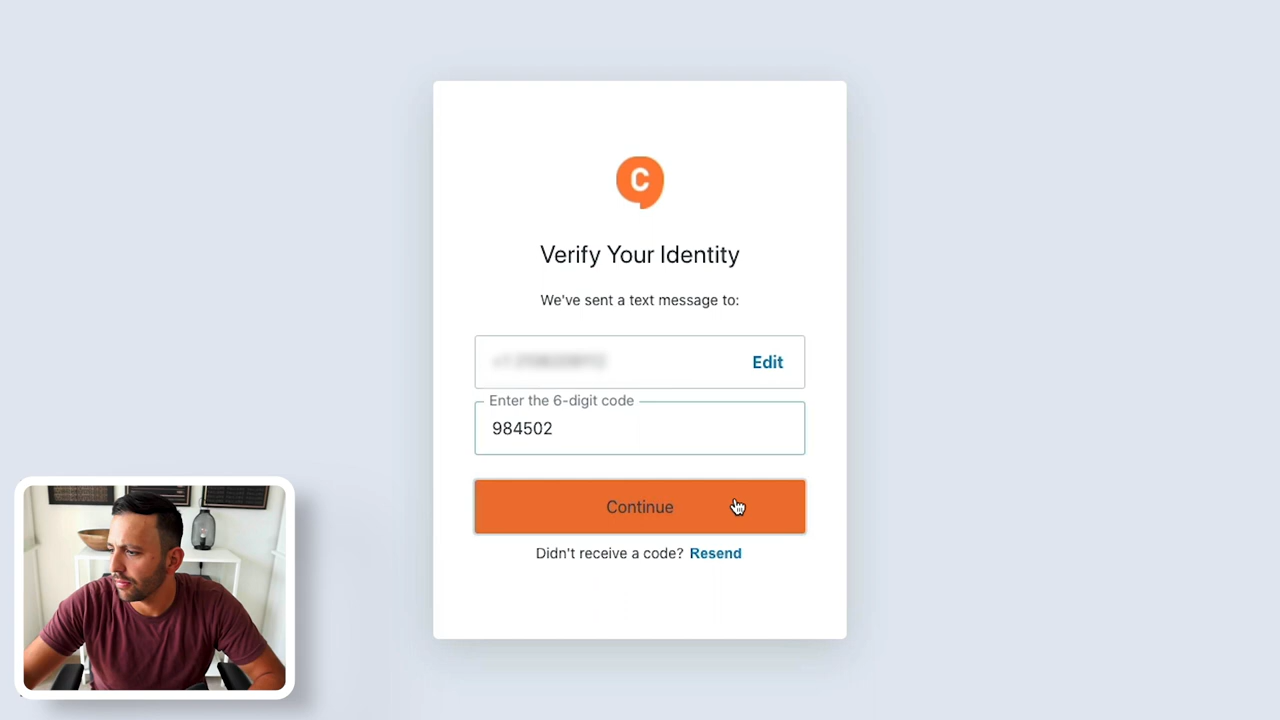 C
Verify Your Identity
We've sent a text message to:
Edit
Enter the 6-digit code
984502
Continue
Didn't receive a code? Resend